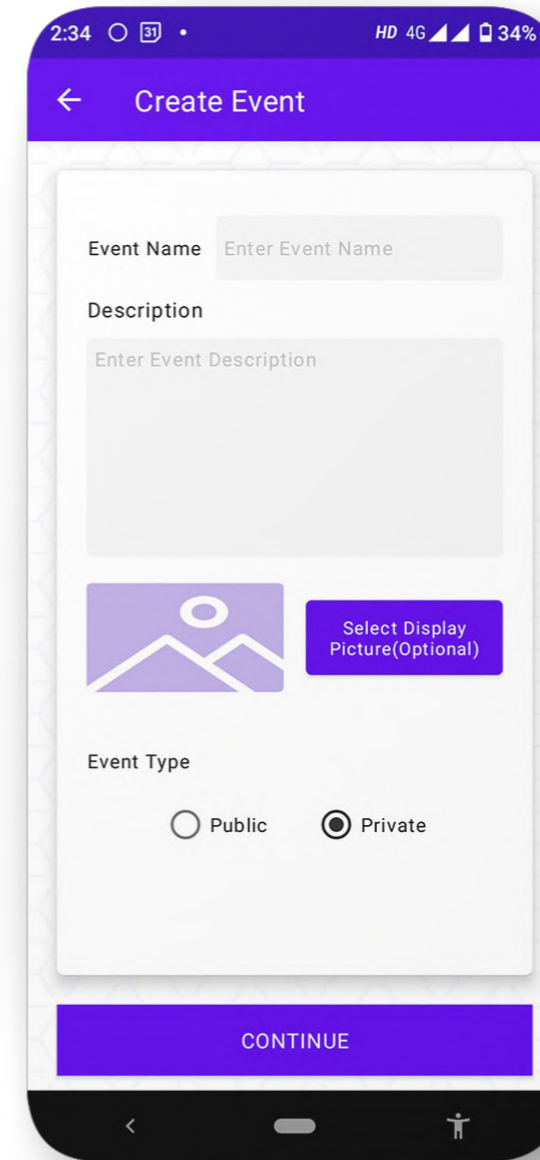 2:34 31 HD 4G 34%
Create Event
Event Name Enter Event Name
Description
Enter Event Description
Select Display
Picture(Optional)
Event Type
Public Private
CONTINUE